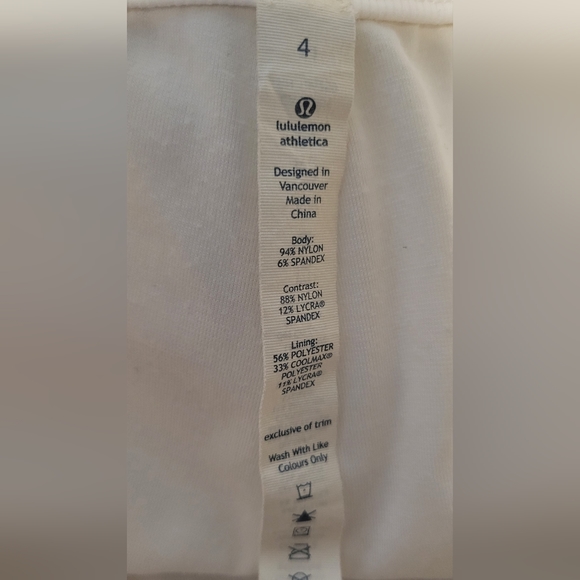 4
lululemon
athletica
Designed in
Vancouver
Made in
China
Body:
94% NYLON
6% SPANDEX
Contrast:
88% NYLON
12% LYCRA®
SPANDEX
Lining:
56% POLYESTER
33% COOLMAX®
POLYESTER
11% LYCRA®
SPANDEX
exclusive of trim
Wash With Like
Colours Only